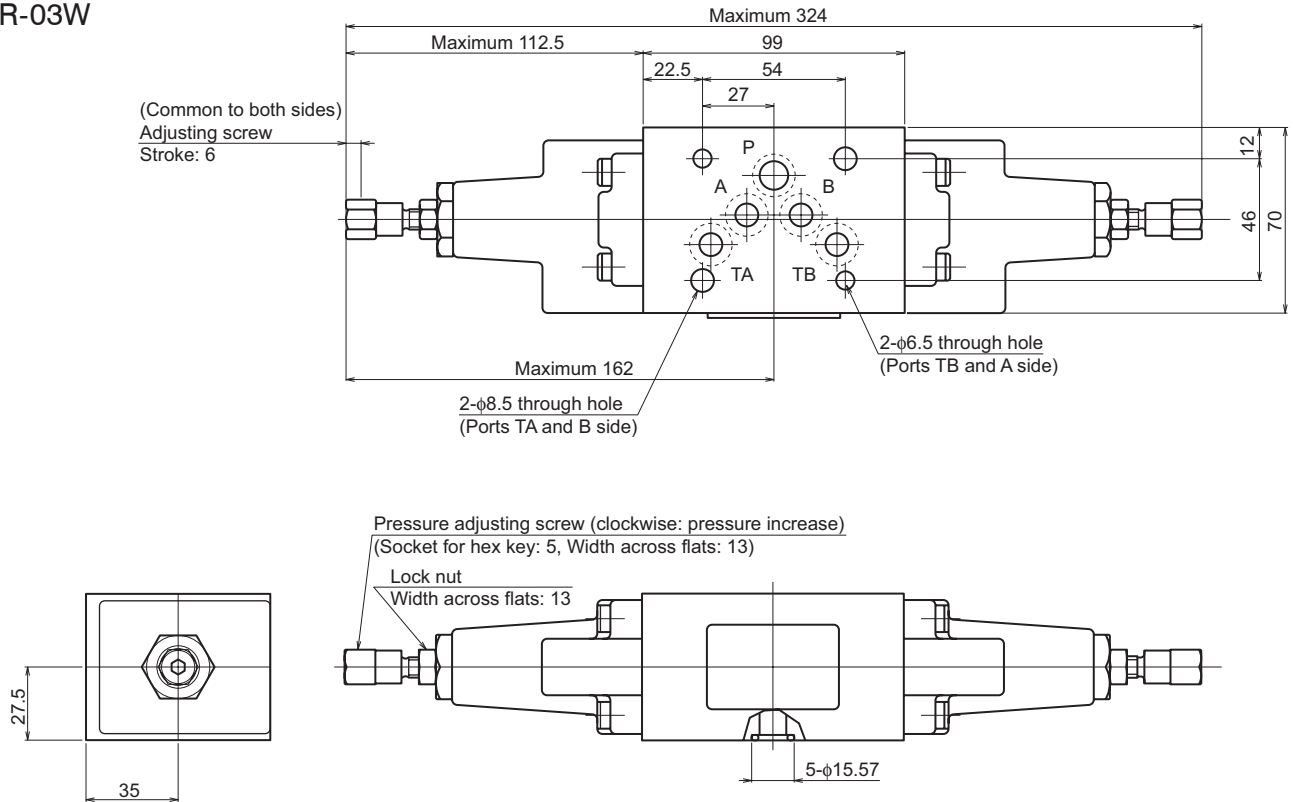 R-03W
Maximum 324
Maximum 112.5
99
22.5
54
27
(Common to both sides)
Adjusting screw
Stroke: 6
P
A
B
TA
TB
12
46
70
2-ϕ6.5 through hole
(Ports TB and A side)
Maximum 162
2-ϕ8.5 through hole
(Ports TA and B side)
Pressure adjusting screw (clockwise: pressure increase)
(Socket for hex key: 5, Width across flats: 13)
Lock nut
Width across flats: 13
27.5
35
5-ϕ15.57